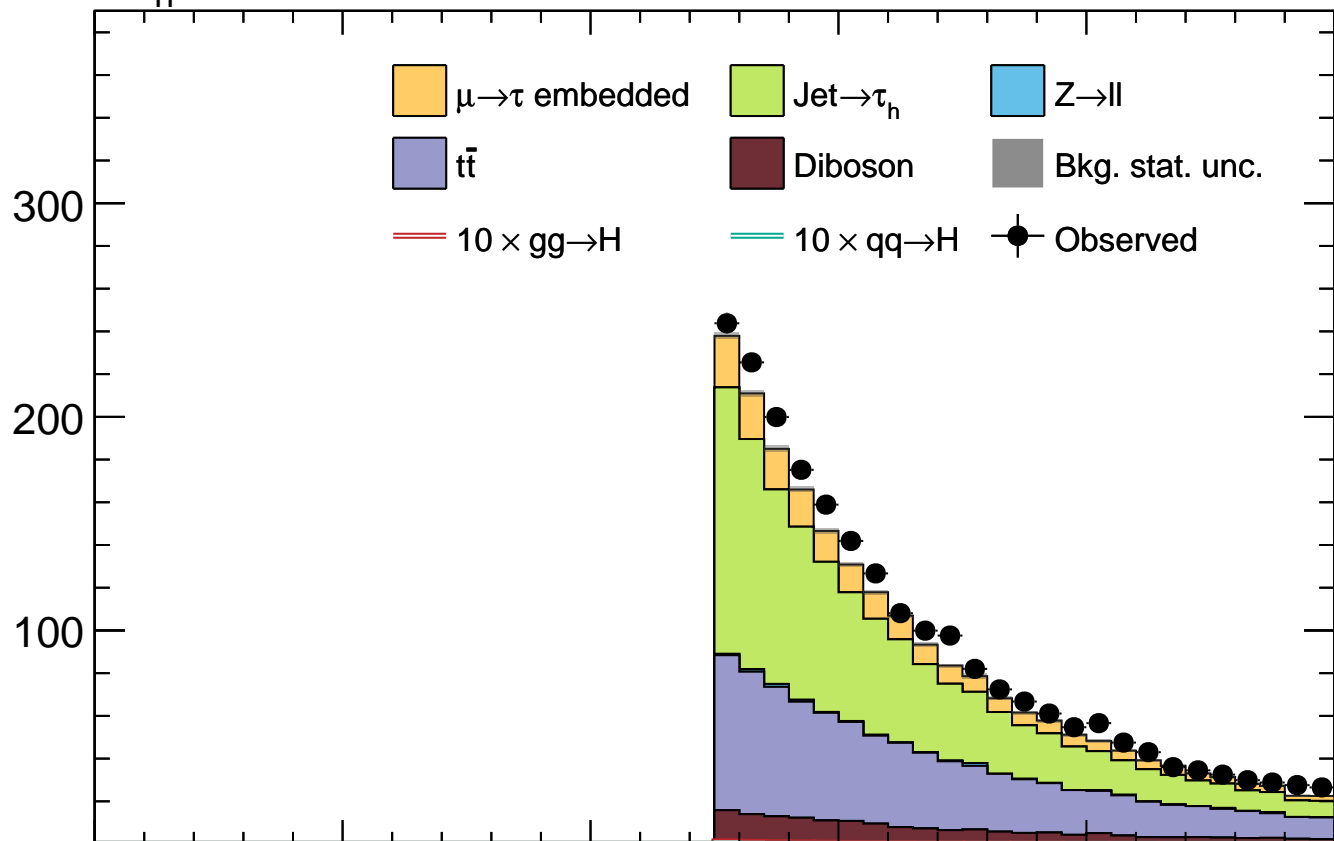 H
μ→τ embedded Jet→τh Z→ll
tt̄ Diboson Bkg. stat. unc.
300
10 × gg→H 10 × qq→H Observed
200
100